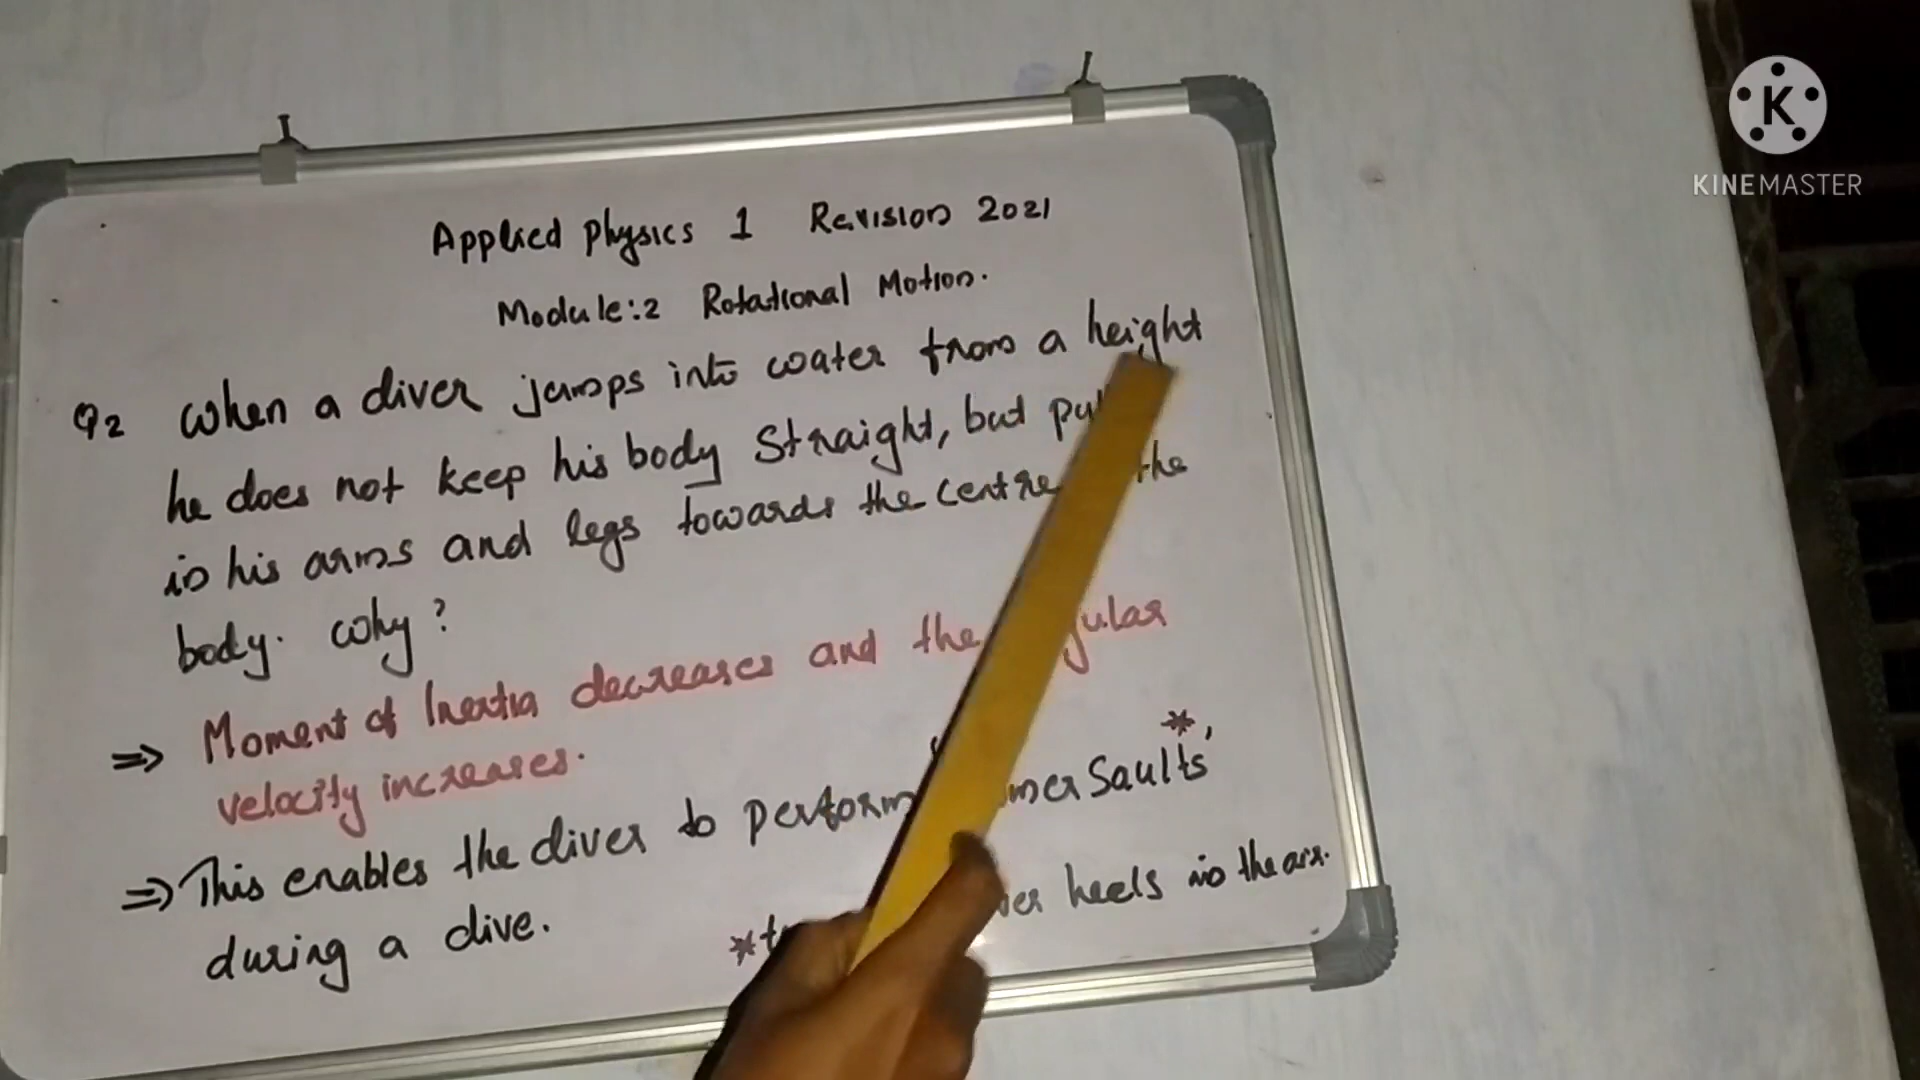 K
KINEMASTER
Applied Physics 1 Revision 2021
Module:2 Rotational Motion.
Q2 When a diver jumps into water from a height
he does not keep his body straight, but
in his arms and legs towards the centre the
body. Why?
⇒ Moment of Inertia decreases and the
velocity increases.
⇒ This enables the diver to perform
during a dive.
* heels in the air.